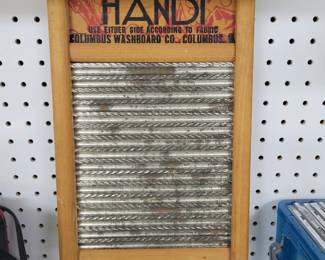 HANDI
USE EITHER SIDE ACCORDING TO FABRIC
COLUMBUS WASHBOARD CO., COLUMBUS,